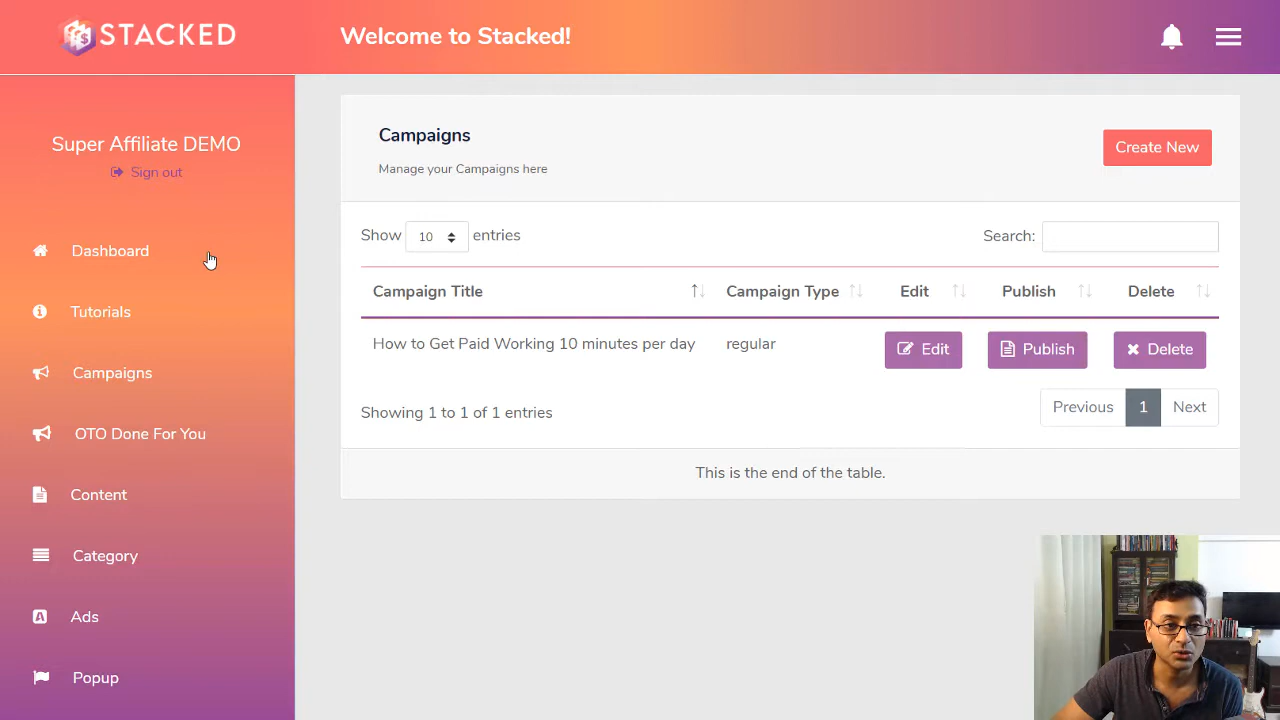 STACKED
Welcome to Stacked!
Super Affiliate DEMO
Sign out
Dashboard
Tutorials
Campaigns
OTO Done For You
Content
Category
Ads
Popup
Campaigns
Manage your Campaigns here
Create New
Show 10 entries
Search:
Campaign Title Campaign Type Edit Publish Delete
How to Get Paid Working 10 minutes per day regular Edit Publish Delete
Showing 1 to 1 of 1 entries
Previous 1 Next
This is the end of the table.